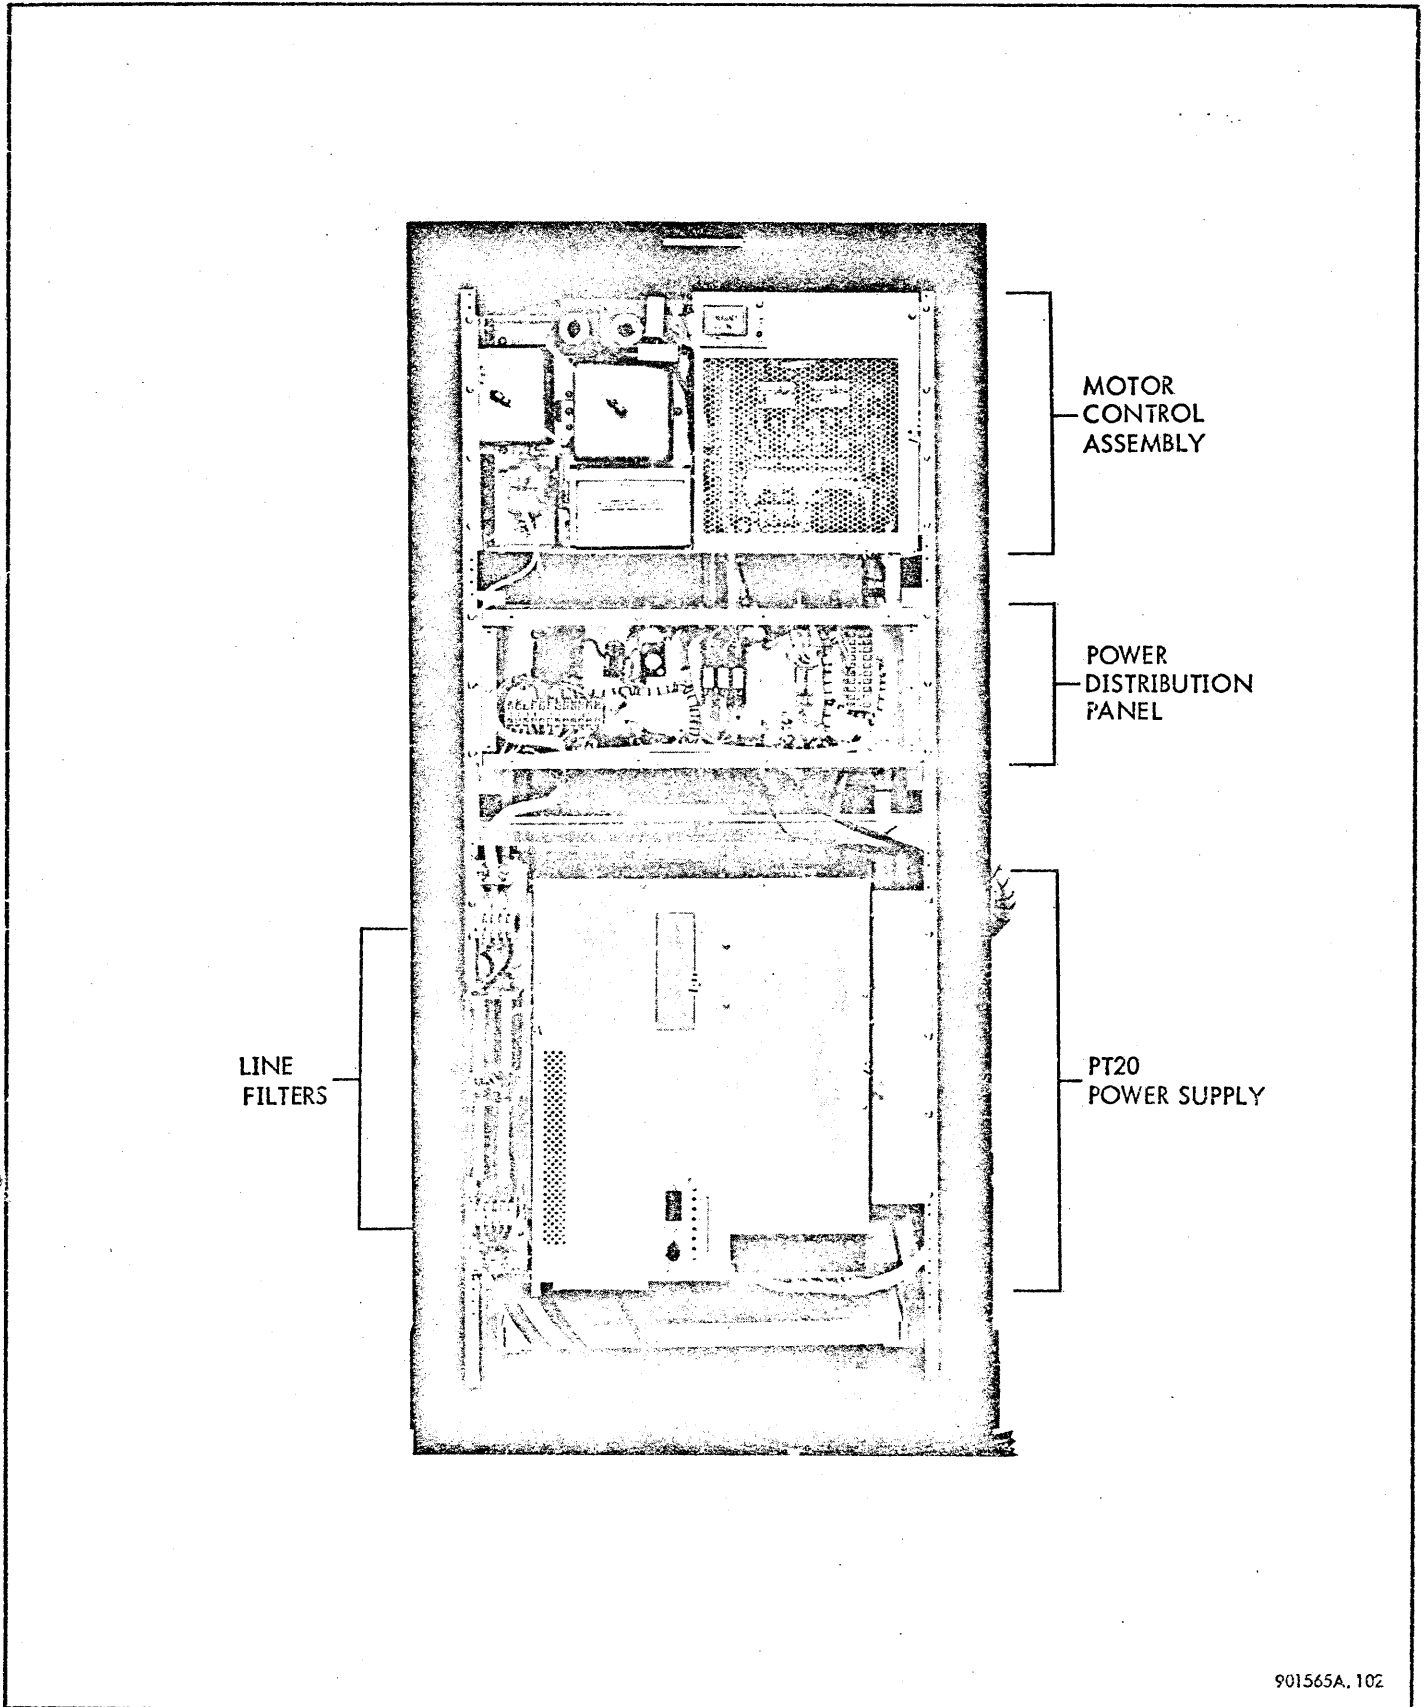 MOTOR
CONTROL
ASSEMBLY
POWER
DISTRIBUTION
PANEL
LINE
FILTERS
PT20
POWER SUPPLY
901565A. 102